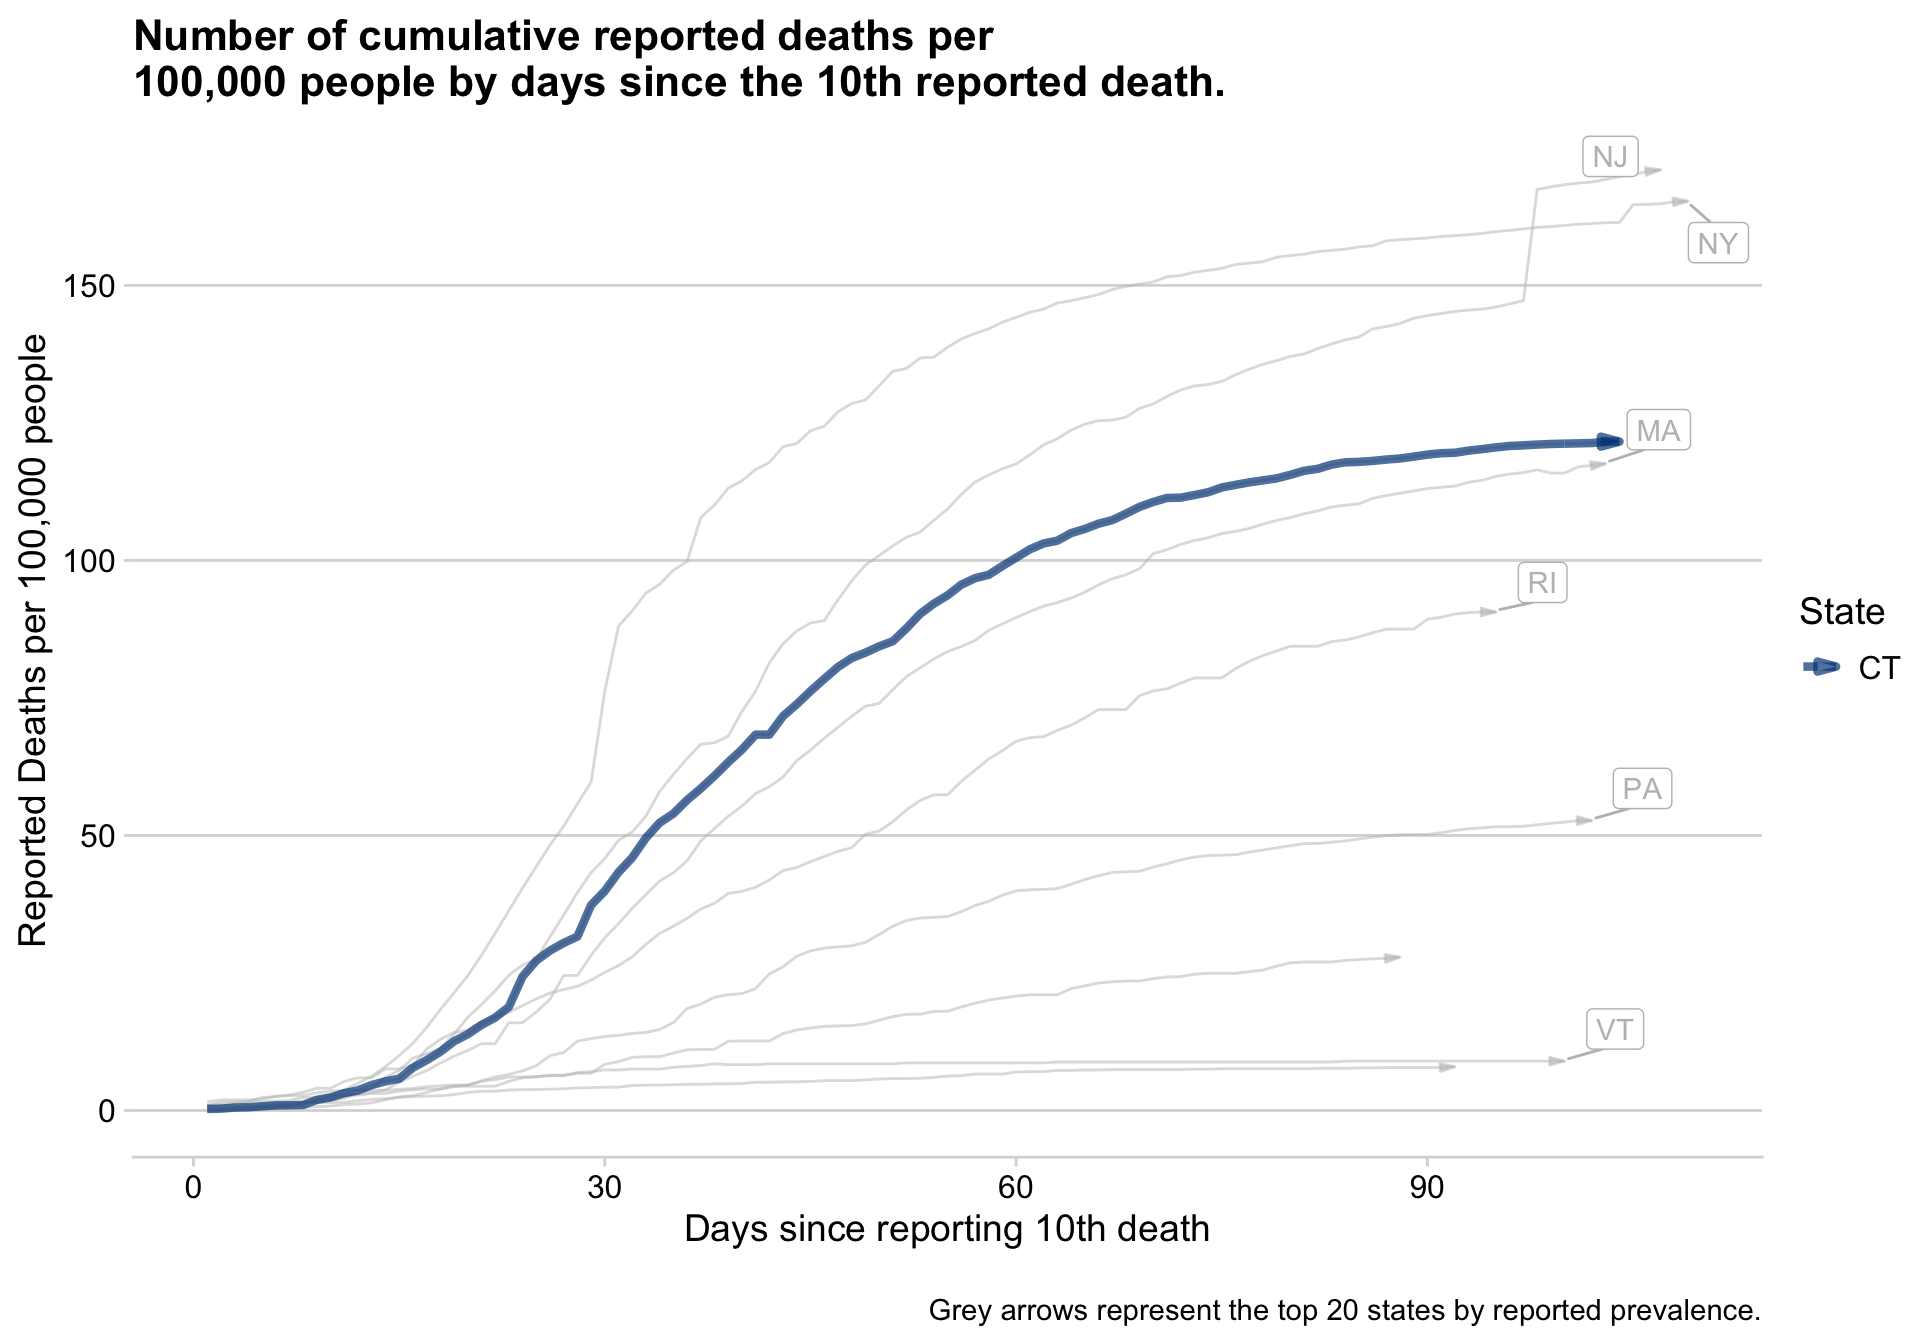 Number of cumulative reported deaths per
100,000 people by days since the 10th reported death.
NJ
NY
150
MA
100
RI
PA
50
VT
0
Reported Deaths per 100,000 people
State
CT
0
30
60
90
Days since reporting 10th death
Grey arrows represent the top 20 states by reported prevalence.